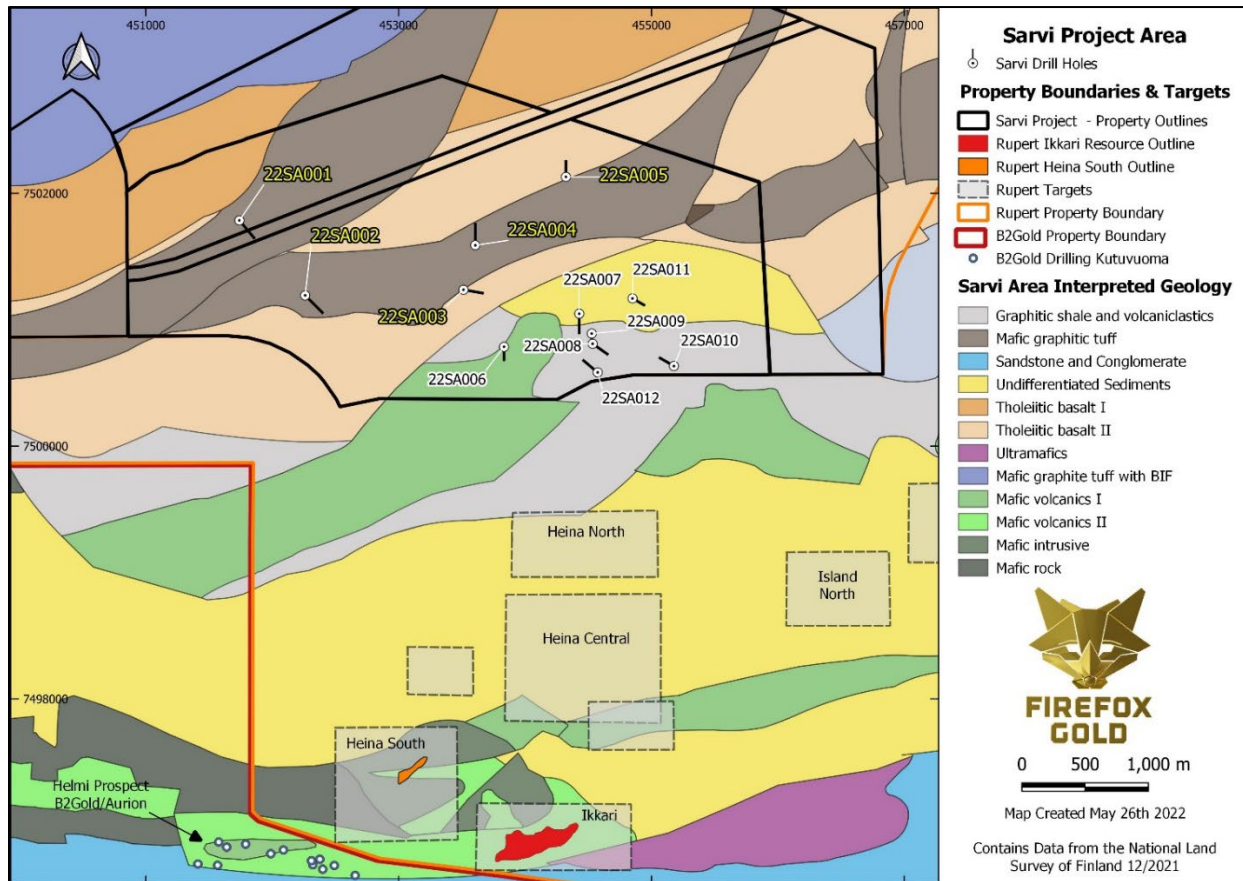 451000
453000
455000
457000
7502000
7500000
7498000
22SA001
22SA005
22SA002
22SA004
22SA011
22SA007
22SA003
22SA009
22SA010
22SA008
22SA006
22SA012
Heina North
Island
North
Heina Central
Heina South
Helmi Prospect
B2Gold/Aurion
Ikkari
Sarvi Project Area
Sarvi Drill Holes
Property Boundaries & Targets
Sarvi Project - Property Outlines
Rupert Ikkari Resource Outline
Rupert Heina South Outline
Rupert Targets
Rupert Property Boundary
B2Gold Property Boundary
B2Gold Drilling Kutuvuoma
Sarvi Area Interpreted Geology
Graphitic shale and volcaniclastics
Mafic graphitic tuff
Sandstone and Conglomerate
Undifferentiated Sediments
Tholeiitic basalt I
Tholeiitic basalt II
Ultramafics
Mafic graphite tuff with BIF
Mafic volcanics I
Mafic volcanics II
Mafic intrusive
Mafic rock
FIREFOX
GOLD
0 500 1,000 m
Map Created May 26th 2022
Contains Data from the National Land
Survey of Finland 12/2021